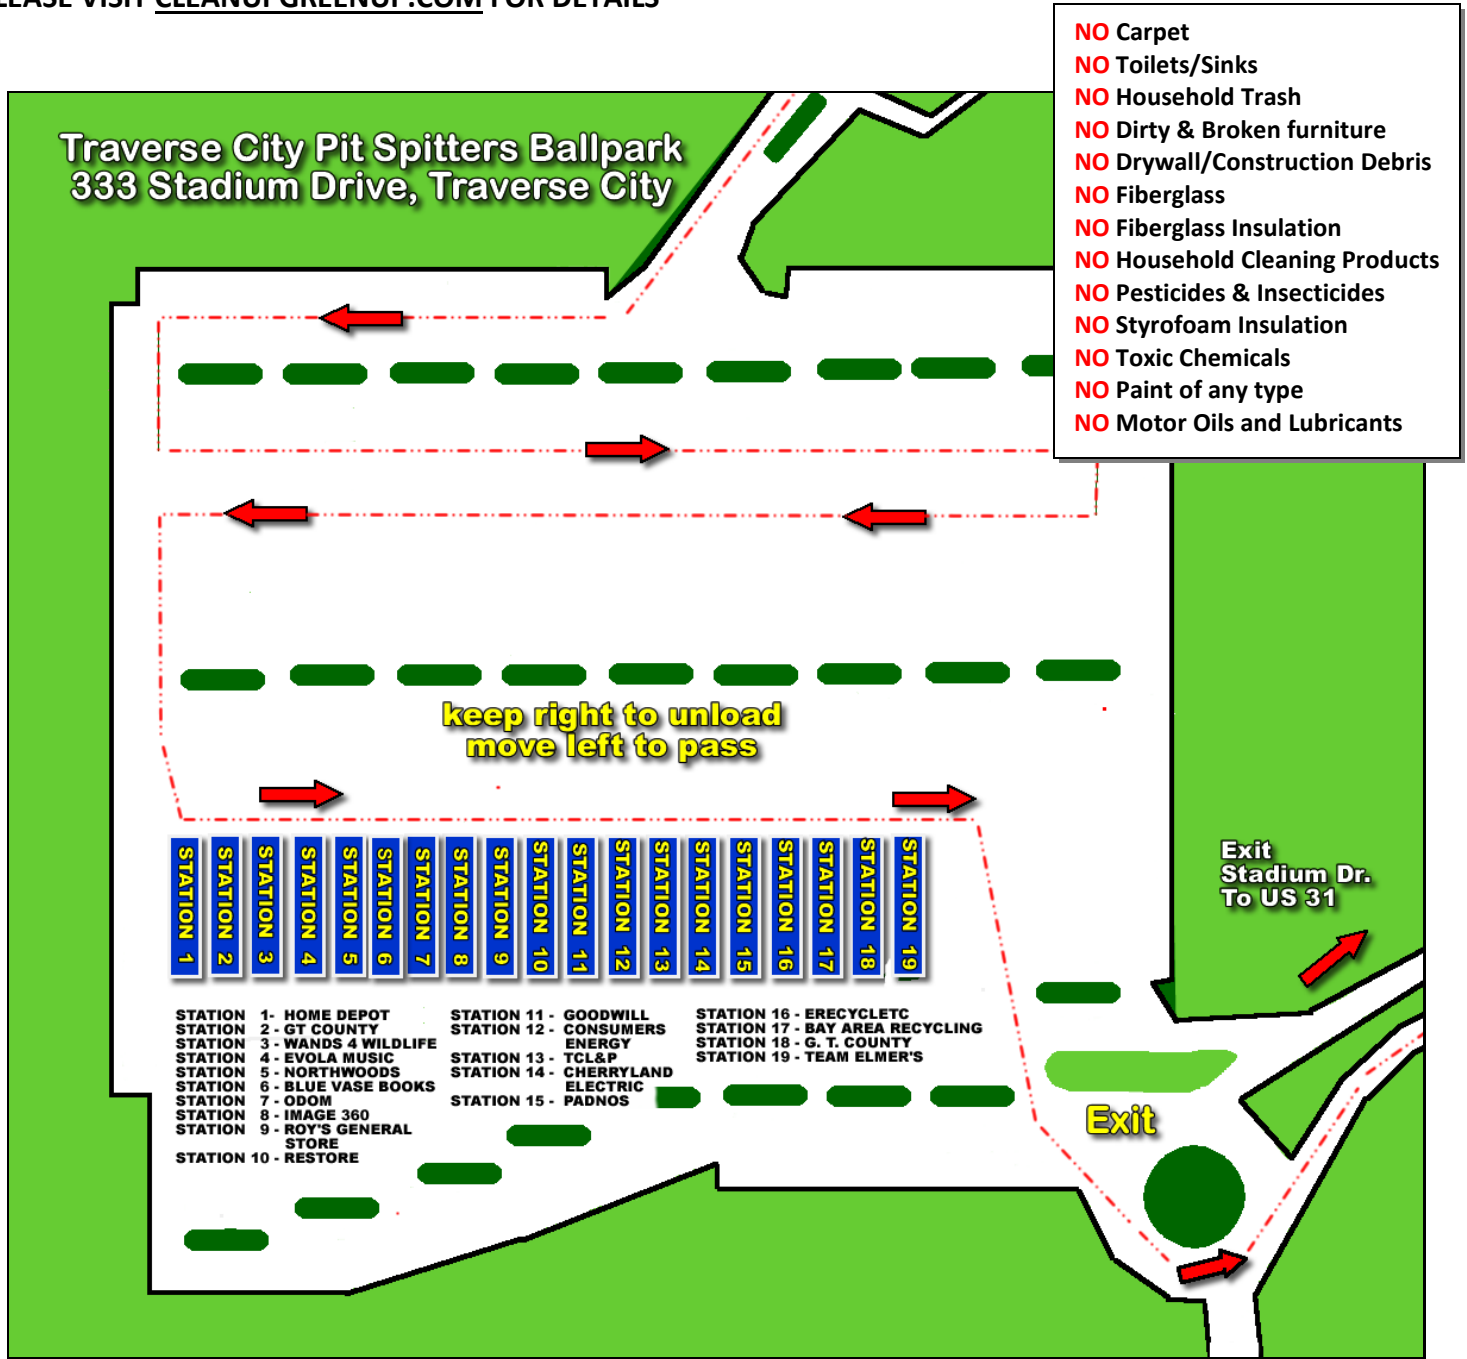 LEASE VISIT CLEANUPGREENUP.COM FOR DETAILS
NO Carpet
NO Toilets/Sinks
NO Household Trash
NO Dirty & Broken furniture
NO Drywall/Construction Debris
NO Fiberglass
NO Fiberglass Insulation
NO Household Cleaning Products
NO Pesticides & Insecticides
NO Styrofoam Insulation
NO Toxic Chemicals
NO Paint of any type
NO Motor Oils and Lubricants
Traverse City Pit Spitters Ballpark
333 Stadium Drive, Traverse City
keep right to unload
move left to pass
STATION 1
STATION 2
STATION 3
STATION 4
STATION 5
STATION 6
STATION 7
STATION 8
STATION 9
STATION 10
STATION 11
STATION 12
STATION 13
STATION 14
STATION 15
STATION 16
STATION 17
STATION 18
STATION 19
Exit
Stadium Dr.
To US 31
STATION 1- HOME DEPOT
STATION 2 - GT COUNTY
STATION 3 - WANDS 4 WILDLIFE
STATION 4 - EVOLA MUSIC
STATION 5 - NORTHWOODS
STATION 6 - BLUE VASE BOOKS
STATION 7 - ODOM
STATION 8 - IMAGE 360
STATION 9 - ROY'S GENERAL
STORE
STATION 10 - RESTORE
STATION 11 - GOODWILL
STATION 12 - CONSUMERS
ENERGY
STATION 13 - TCL&P
STATION 14 - CHERRYLAND
ELECTRIC
STATION 15 - PADNOS
STATION 16 - ERECYCLETC
STATION 17 - BAY AREA RECYCLING
STATION 18 - G. T. COUNTY
STATION 19 - TEAM ELMER'S
Exit